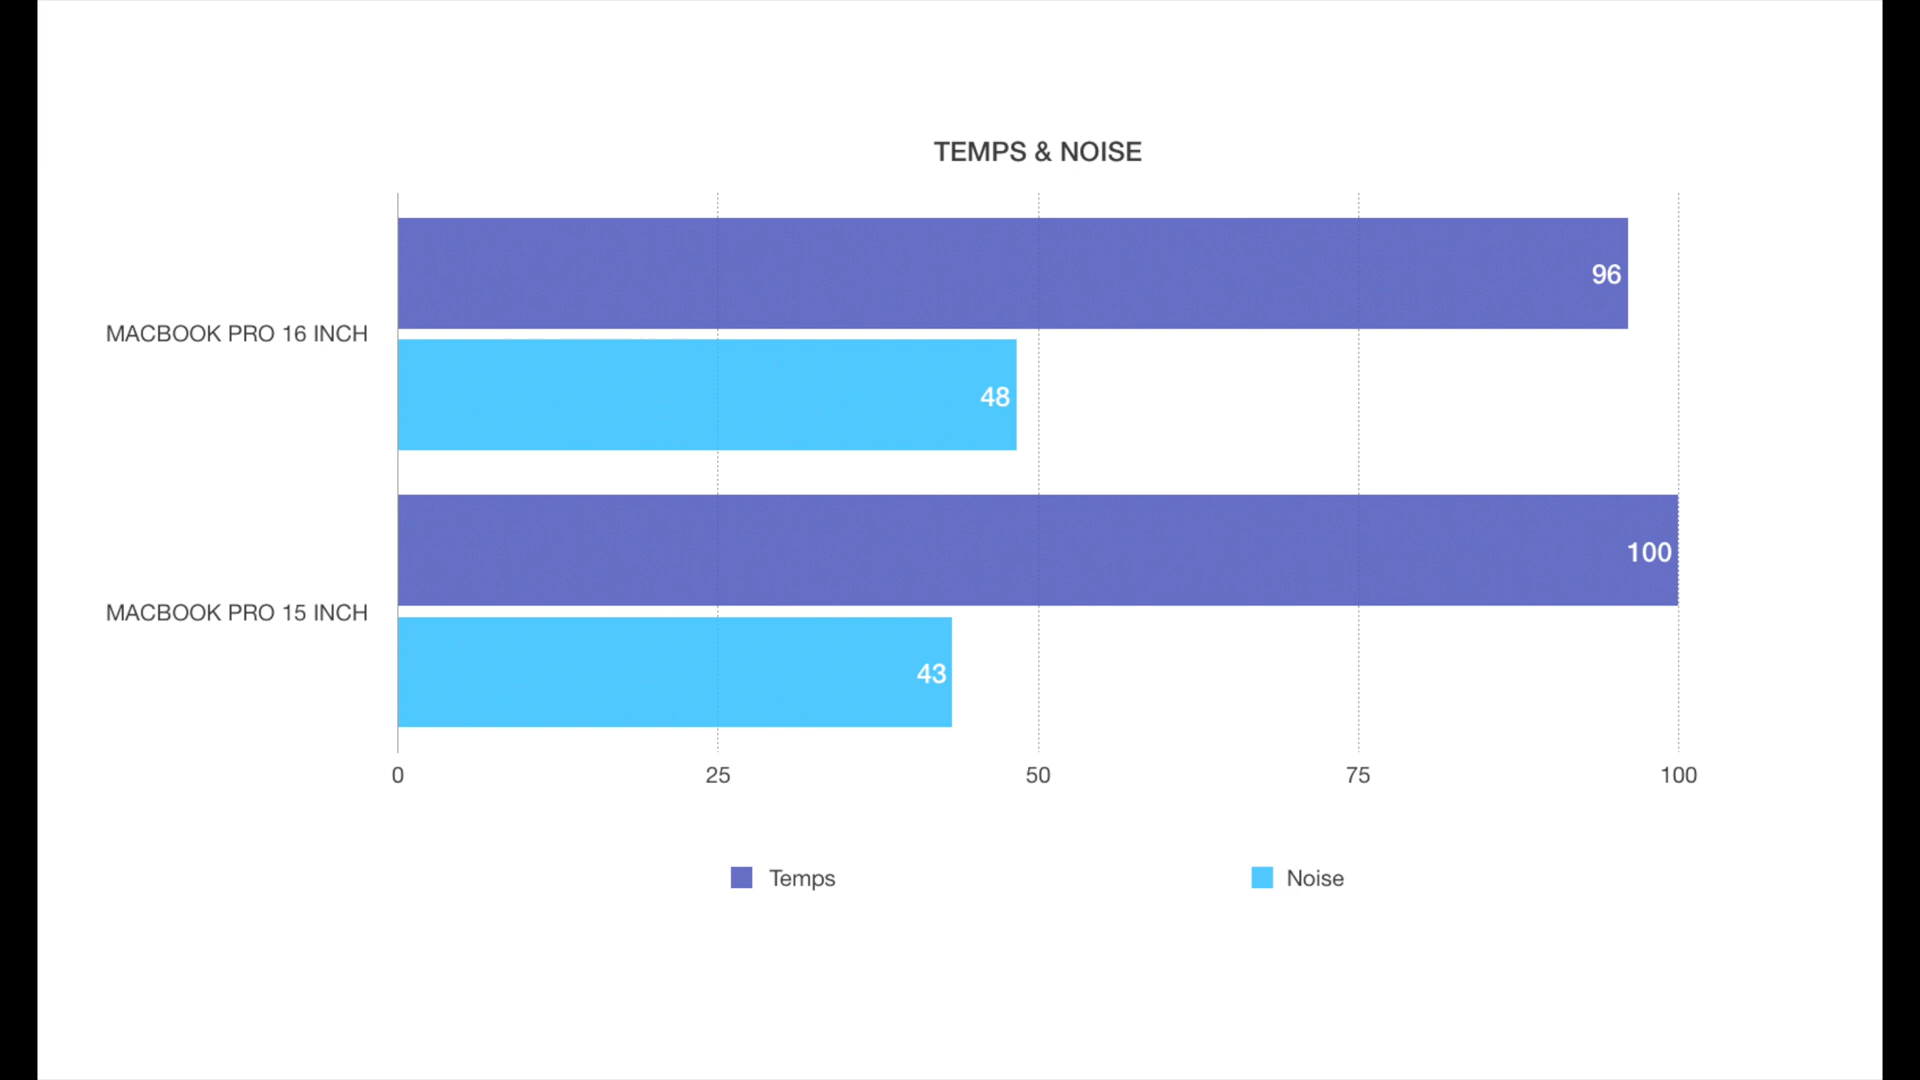 TEMPS & NOISE
MACBOOK PRO 16 INCH
96
48
MACBOOK PRO 15 INCH
100
43
0 25 50 75 100
Temps Noise